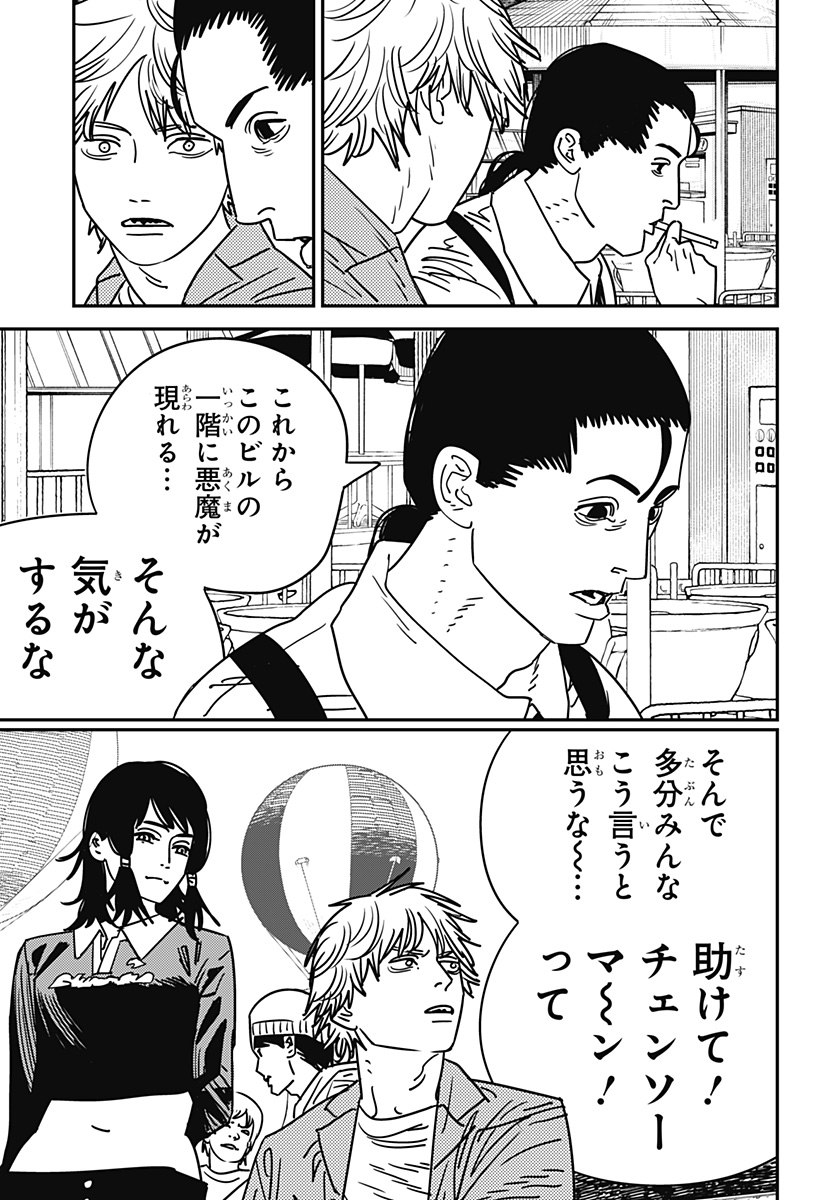 これから
このビルの
一階に悪魔が
現れる…
そんな
気が
するな
そんで
多分みんな
こう言うと
思うな〜…
助けて！
チェンソー
マ〜ン！
って